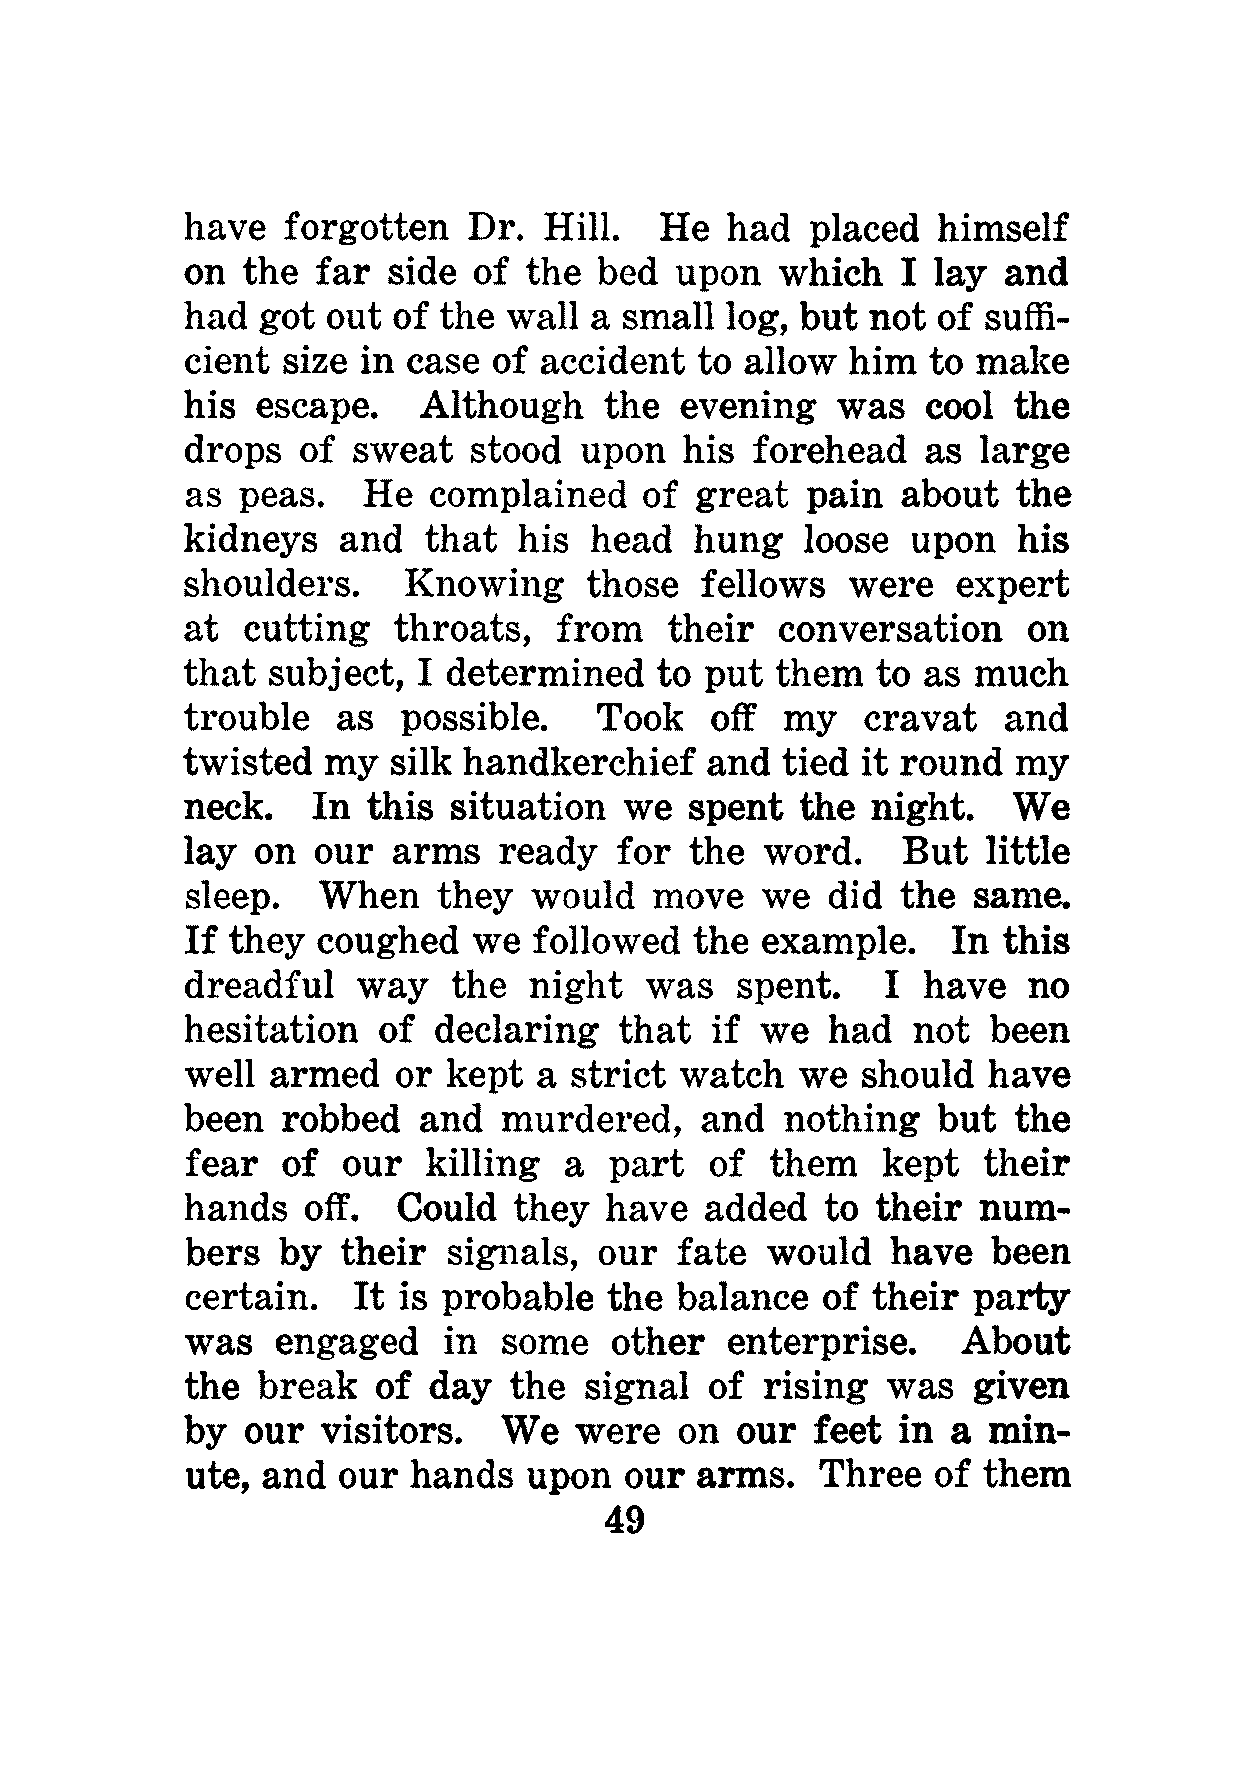 have forgotten Dr. Hill. He had placed himself
on the far side of the bed upon which I lay and
had got out of the wall a small log, but not of suffi-
cient size in case of accident to allow him to make
his escape. Although the evening was cool the
drops of sweat stood upon his forehead as large
as peas. He complained of great pain about the
kidneys and that his head hung loose upon his
shoulders. Knowing those fellows were expert
at cutting throats, from their conversation on
that subject, I determined to put them to as much
trouble as possible. Took off my cravat and
twisted my silk handkerchief and tied it round my
neck. In this situation we spent the night. We
lay on our arms ready for the word. But little
sleep. When they would move we did the same.
If they coughed we followed the example. In this
dreadful way the night was spent. I have no
hesitation of declaring that if we had not been
well armed or kept a strict watch we should have
been robbed and murdered, and nothing but the
fear of our killing a part of them kept their
hands off. Could they have added to their num-
bers by their signals, our fate would have been
certain. It is probable the balance of their party
was engaged in some other enterprise. About
the break of day the signal of rising was given
by our visitors. We were on our feet in a min-
ute, and our hands upon our arms. Three of them
49